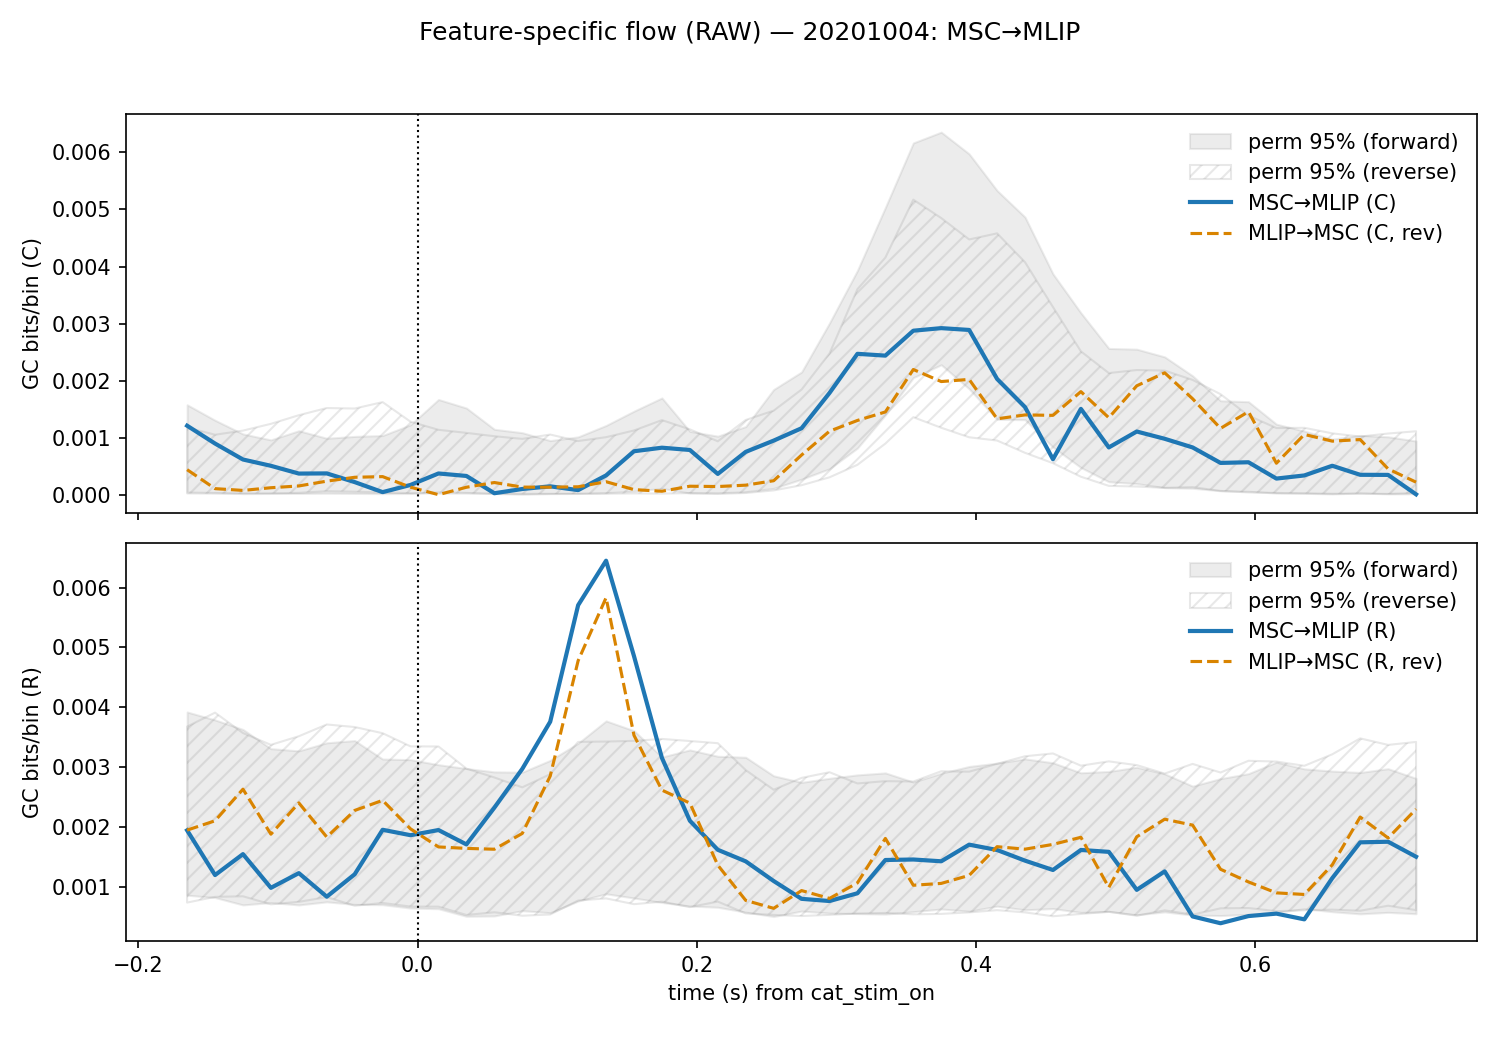 Feature-specific flow (RAW) — 20201004: MSC→MLIP
GC bits/bin (C)
0.006
0.005
0.004
0.003
0.002
0.001
0.000
perm 95% (forward)
perm 95% (reverse)
MSC→MLIP (C)
MLIP→MSC (C, rev)
GC bits/bin (R)
0.006
0.005
0.004
0.003
0.002
0.001
perm 95% (forward)
perm 95% (reverse)
MSC→MLIP (R)
MLIP→MSC (R, rev)
−0.2 0.0 0.2 0.4 0.6
time (s) from cat_stim_on